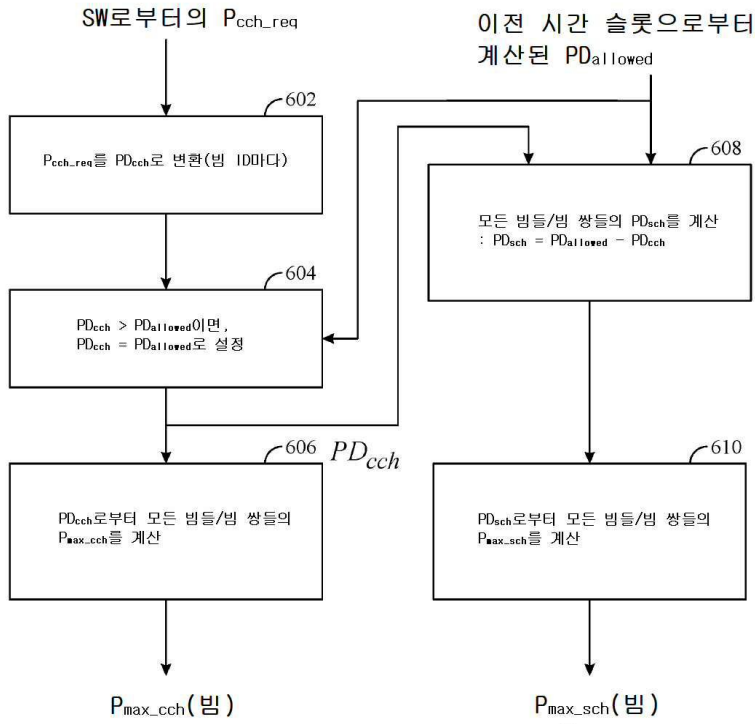 SW로부터의 Pcch_req
이전 시간 슬롯으로부터
계산된 PDallowed
602
Pcch_req를 PDcch로 변환(빔 ID마다)
608
모든 빔들/빔 쌍들의 PDsch를 계산
: PDsch = PDallowed - PDcch
604
PDcch > PDallowed이면,
PDcch = PDallowed로 설정
PDcch
606
PDcch로부터 모든 빔들/빔 쌍들의
Pmax_cch를 계산
610
PDsch로부터 모든 빔들/빔 쌍들의
Pmax_sch를 계산
Pmax_cch(빔)
Pmax_sch(빔)